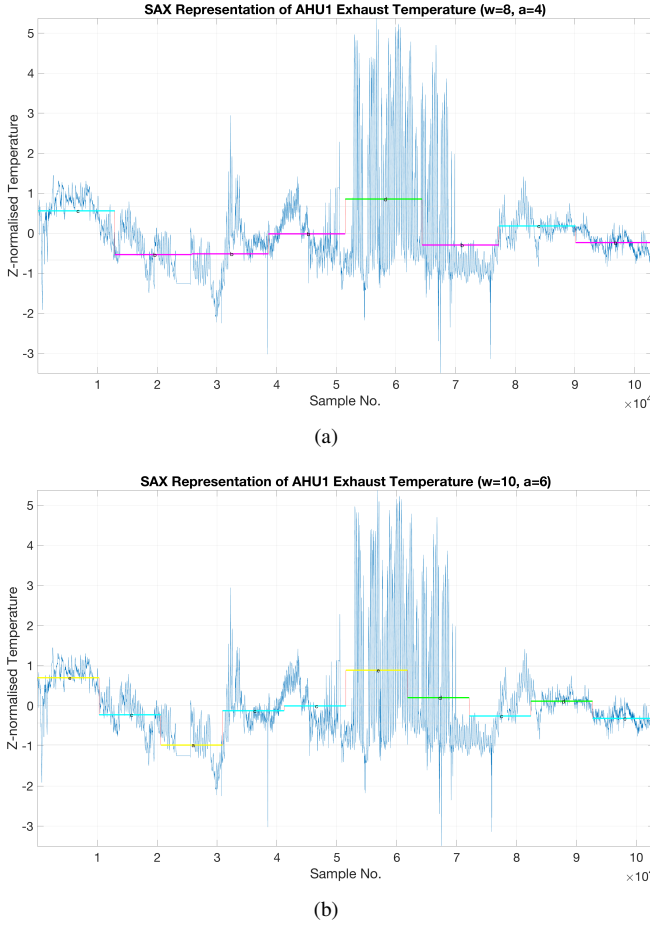 SAX Representation of AHU1 Exhaust Temperature (w=8, a=4)
Z-normalised Temperature
5
4
3
2
1
0
-1
-2
-3
1 2 3 4 5 6 7 8 9 10
Sample No.
(a)
SAX Representation of AHU1 Exhaust Temperature (w=10, a=6)
Z-normalised Temperature
5
4
3
2
1
0
-1
-2
-3
1 2 3 4 5 6 7 8 9 10
Sample No.
(b)